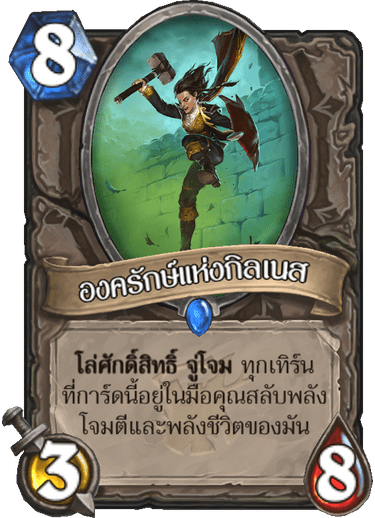 8
องครักษ์แห่งกิลเนส
โล่ศักดิ์สิทธิ์ จู่โจม ทุกเทิร์น
ที่การ์ดนี้อยู่ในมือคุณสลับพลัง
โจมตีและพลังชีวิตของมัน
3
8